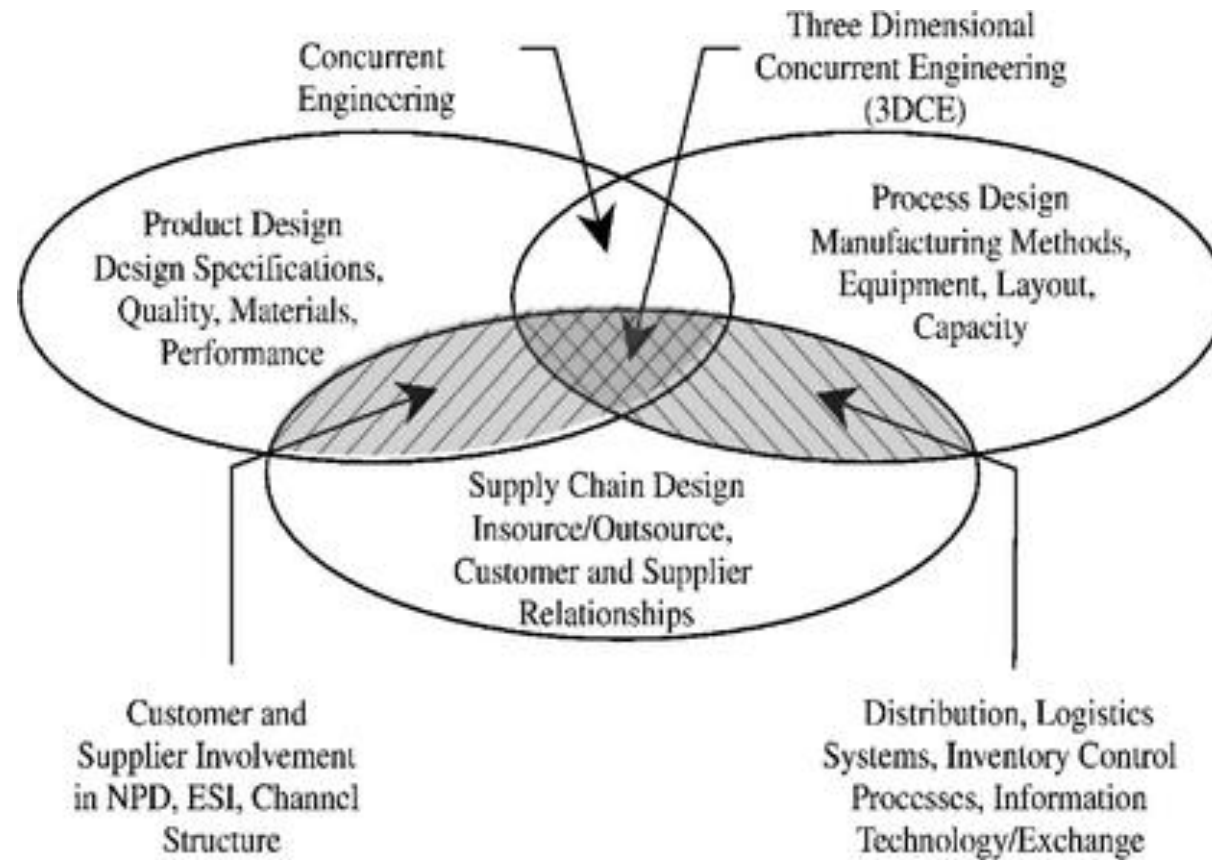 Concurrent
Engineering
Three Dimensional
Concurrent Engineering
(3DCE)
Product Design
Design Specifications,
Quality, Materials,
Performance
Process Design
Manufacturing Methods,
Equipment, Layout,
Capacity
Supply Chain Design
Insource/Outsource,
Customer and Supplier
Relationships
Customer and
Supplier Involvement
in NPD, ESI, Channel
Structure
Distribution, Logistics
Systems, Inventory Control
Processes, Information
Technology/Exchange